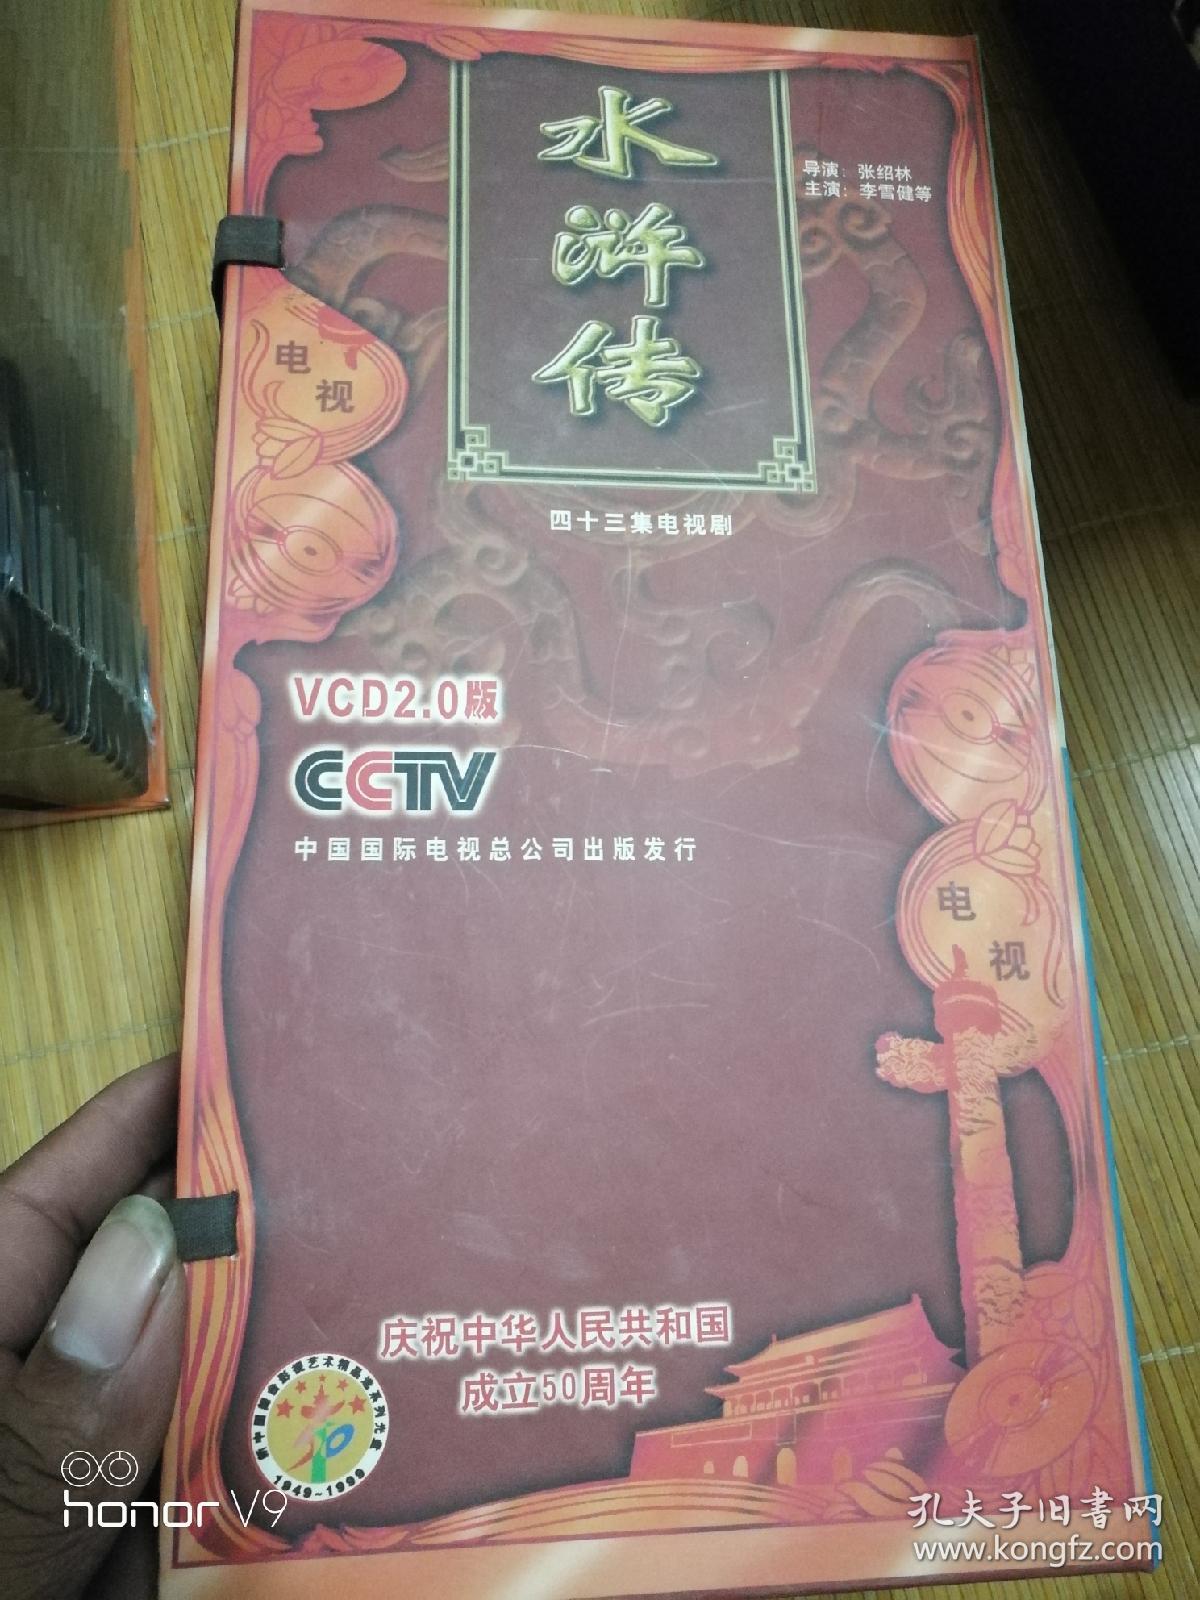 水浒传
导演：张绍林
主演：李雪健等
电视
四十三集电视剧
VCD2.0版
CCTV
中国国际电视总公司出版发行
电视
庆祝中华人民共和国
成立50周年
1949~1999
honor V9
孔夫子旧书网
www.kongfz.com